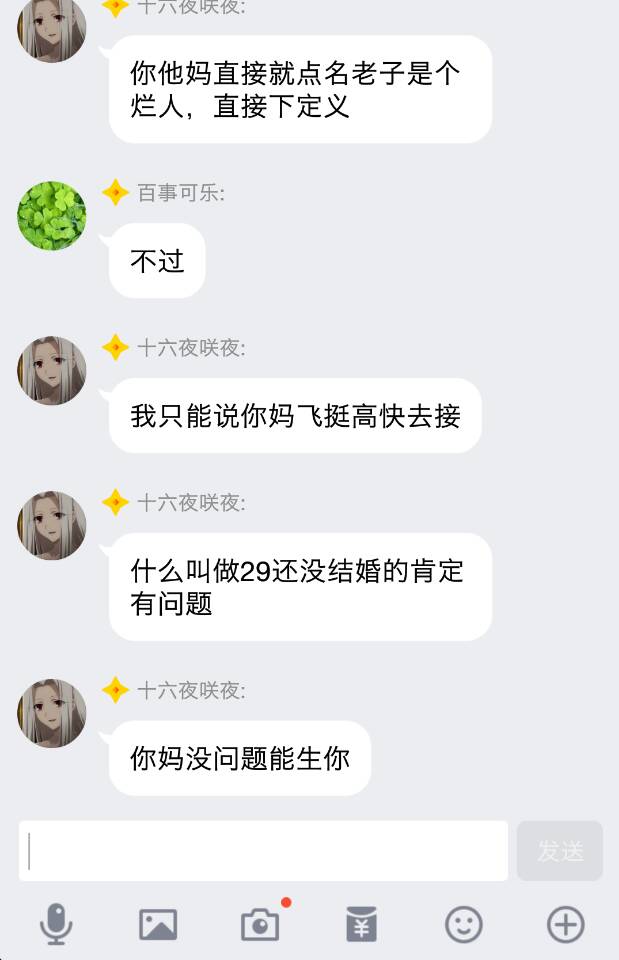 十六夜咲夜:
你他妈直接就点名老子是个
烂人，直接下定义
百事可乐:
不过
十六夜咲夜:
我只能说你妈飞挺高快去接
十六夜咲夜:
什么叫做29还没结婚的肯定
有问题
十六夜咲夜:
你妈没问题能生你
发送
¥